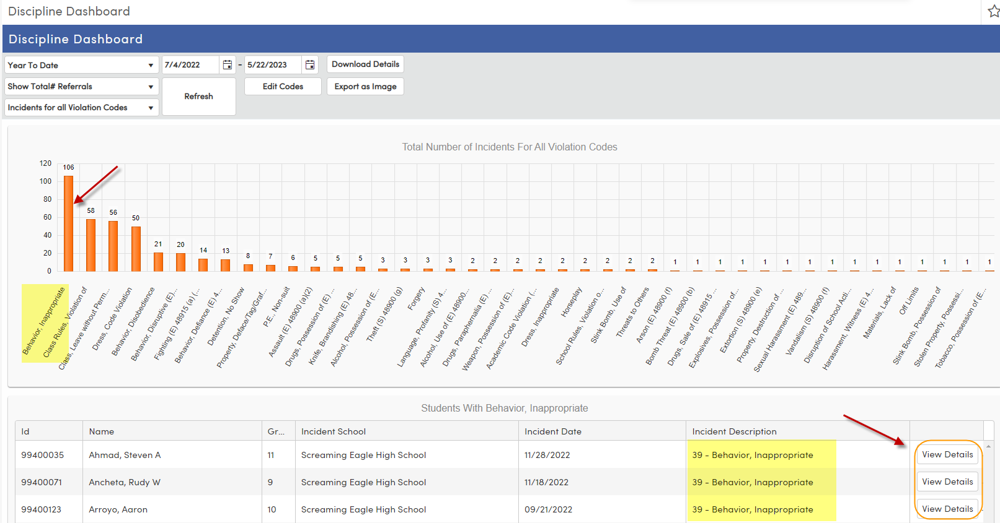 Discipline Dashboard
Discipline Dashboard
Year To Date 7/4/2022 - 5/22/2023 Download Details
Show Total# Referrals Refresh Edit Codes Export as Image
Incidents for all Violation Codes
Total Number of Incidents For All Violation Codes
120
100
80
60
40
20
0
106 58 56 50 21 20 14 13 8 7 6 5 5 5 3 3 3 3 2 2 2 2 2 2 2 2 2 1 1 1 1 1 1 1 1 1 1 1 1 1 1 1
Behavior, Inappropriate
Class Rules, Violation of
Class, Leave without Perm...
Dress, Code Violation
Behavior, Disobedience
Behavior, Disruptive (E)...
Fighting (E) 48915 (a) (...
Behavior, Defiance (E) 4...
Detention, No Show
Property, Deface/Tag/Graf...
P.E., Non-suit
Assault (E) 48900 (a)(2)
Drugs, Possession of (E) ...
Knife, Brandishing (E) 48...
Alcohol, Possession of (E...
Theft (S) 48900 (g)
Forgery
Language, Profanity (S) 4...
Alcohol, Use of (E) 48900...
Drugs, Paraphernalia (E) ...
Weapon, Possession of (E)...
Academic Code Violation (...
Dress, Inappropriate
Horseplay
School Rules, Violation o...
Stink Bomb, Use of
Threats to Others
Arson (E) 48900 (f)
Bomb Threat (E) 48900 (b)
Drugs, Sale of (E) 48915 ...
Explosives, Possession of...
Extortion (S) 48900 (e)
Property, Destruction of ...
Sexual Harassment (E) 489...
Vandalism (S) 48900 (f)
Disruption of School Acti...
Harassment, Witness (E) 4...
Materials, Lack of
Off Limits
Stink Bomb, Possession of
Stolen Property, Possessi...
Tobacco, Possession of (E...
Students With Behavior, Inappropriate
Id Name Gr... Incident School Incident Date Incident Description
99400035 Ahmad, Steven A 11 Screaming Eagle High School 11/28/2022 39 - Behavior, Inappropriate View Details
99400071 Ancheta, Rudy W 9 Screaming Eagle High School 11/18/2022 39 - Behavior, Inappropriate View Details
99400123 Arroyo, Aaron 10 Screaming Eagle High School 09/21/2022 39 - Behavior, Inappropriate View Details